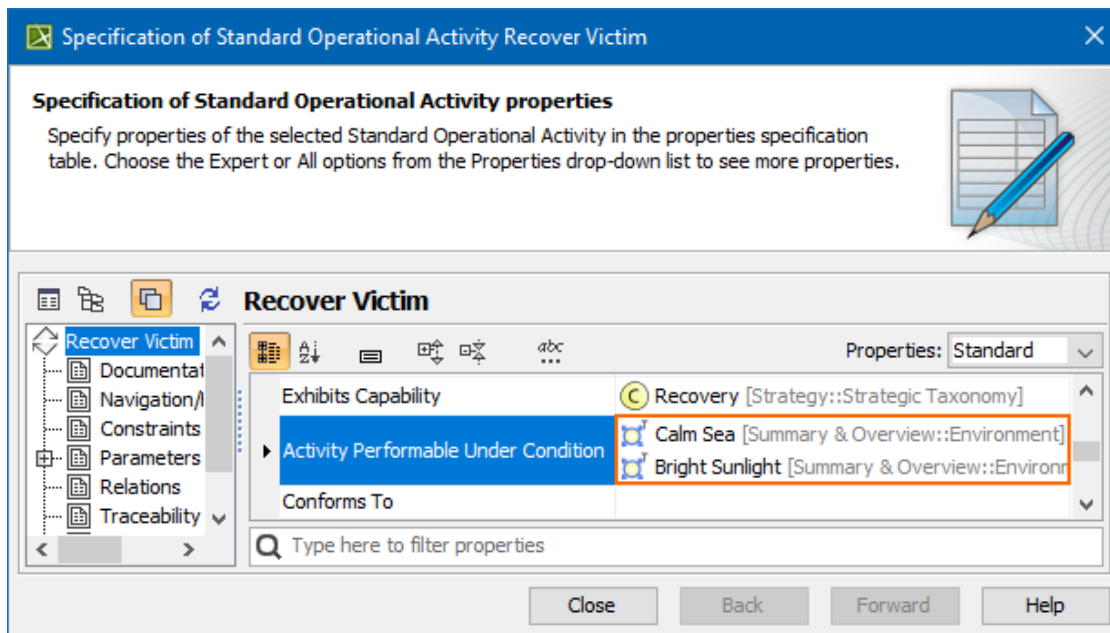 Specification of Standard Operational Activity Recover Victim
Specification of Standard Operational Activity properties
Specify properties of the selected Standard Operational Activity in the properties specification
table. Choose the Expert or All options from the Properties drop-down list to see more properties.
Recover Victim
Recover Victim
Documentat
Navigation/
Constraints
Parameters
Relations
Traceability
Properties: Standard
Exhibits Capability
Recovery [Strategy::Strategic Taxonomy]
Activity Performable Under Condition
Calm Sea [Summary & Overview::Environment]
Bright Sunlight [Summary & Overview::Environm
Conforms To
Type here to filter properties
Close
Back
Forward
Help